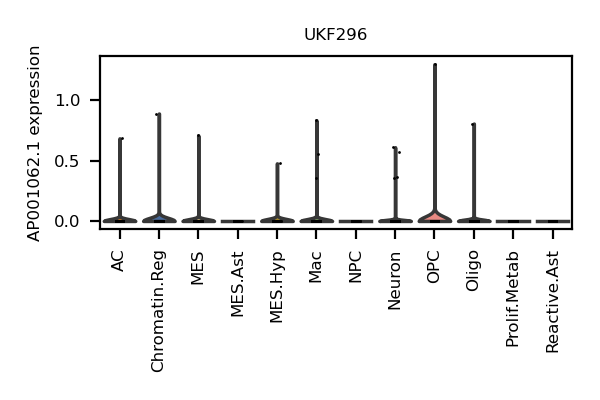 UKF296
AP001062.1 expression
1.0
0.5
0.0
AC
Chromatin.Reg
MES
MES.Ast
MES.Hyp
Mac
NPC
Neuron
OPC
Oligo
Prolif.Metab
Reactive.Ast